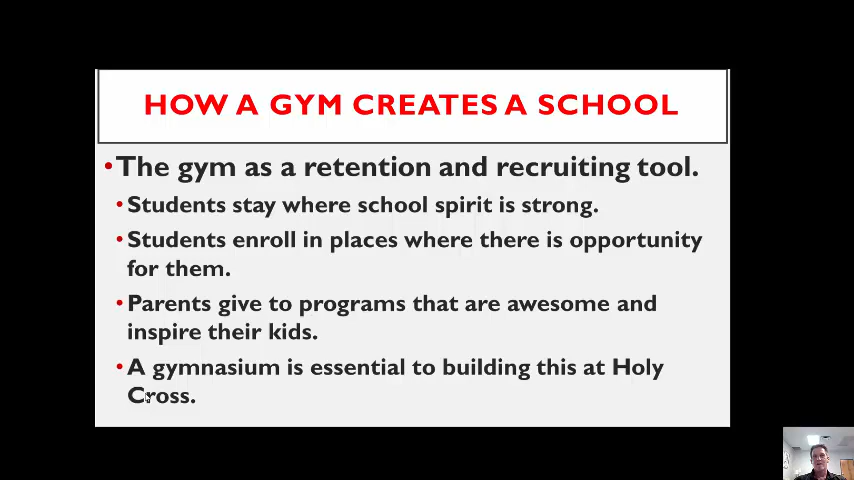 HOW A GYM CREATES A SCHOOL
•The gym as a retention and recruiting tool.
•Students stay where school spirit is strong.
•Students enroll in places where there is opportunity
for them.
•Parents give to programs that are awesome and
inspire their kids.
•A gymnasium is essential to building this at Holy
Cross.